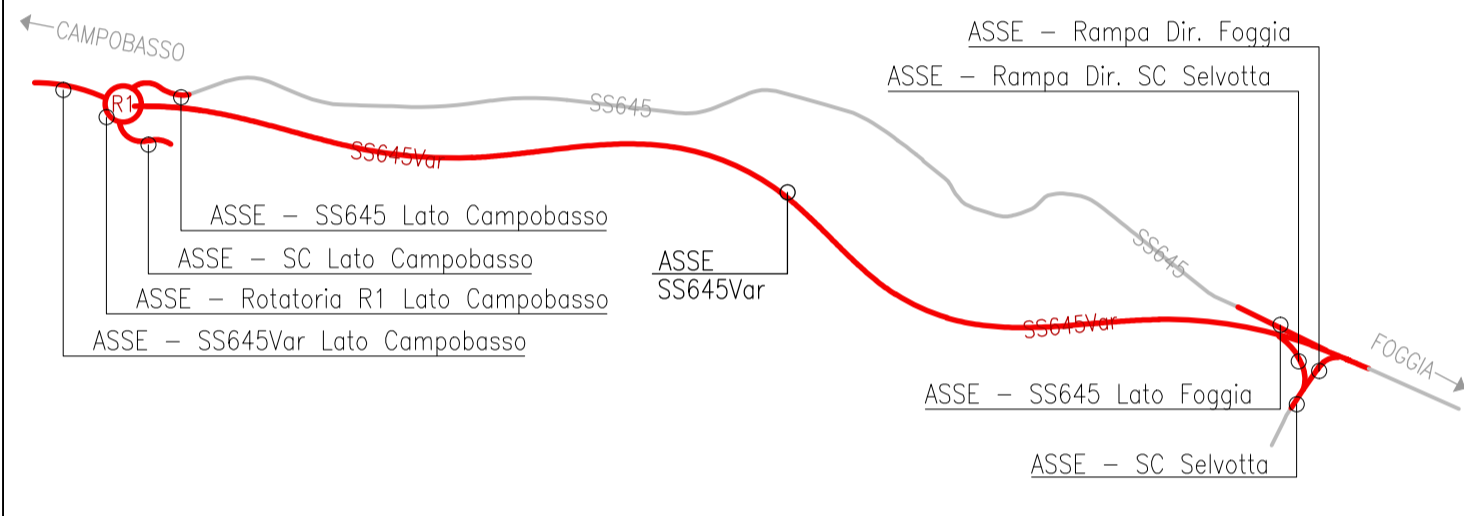 CAMPOBASSO
ASSE – Rampa Dir. Foggia
ASSE – Rampa Dir. SC Selvotta
R1
SS645
SS645Var
ASSE – SS645 Lato Campobasso
ASSE – SC Lato Campobasso
ASSE – Rotatoria R1 Lato Campobasso
ASSE – SS645Var Lato Campobasso
ASSE
SS645Var
SS645
SS645Var
FOGGIA
ASSE – SS645 Lato Foggia
ASSE – SC Selvotta